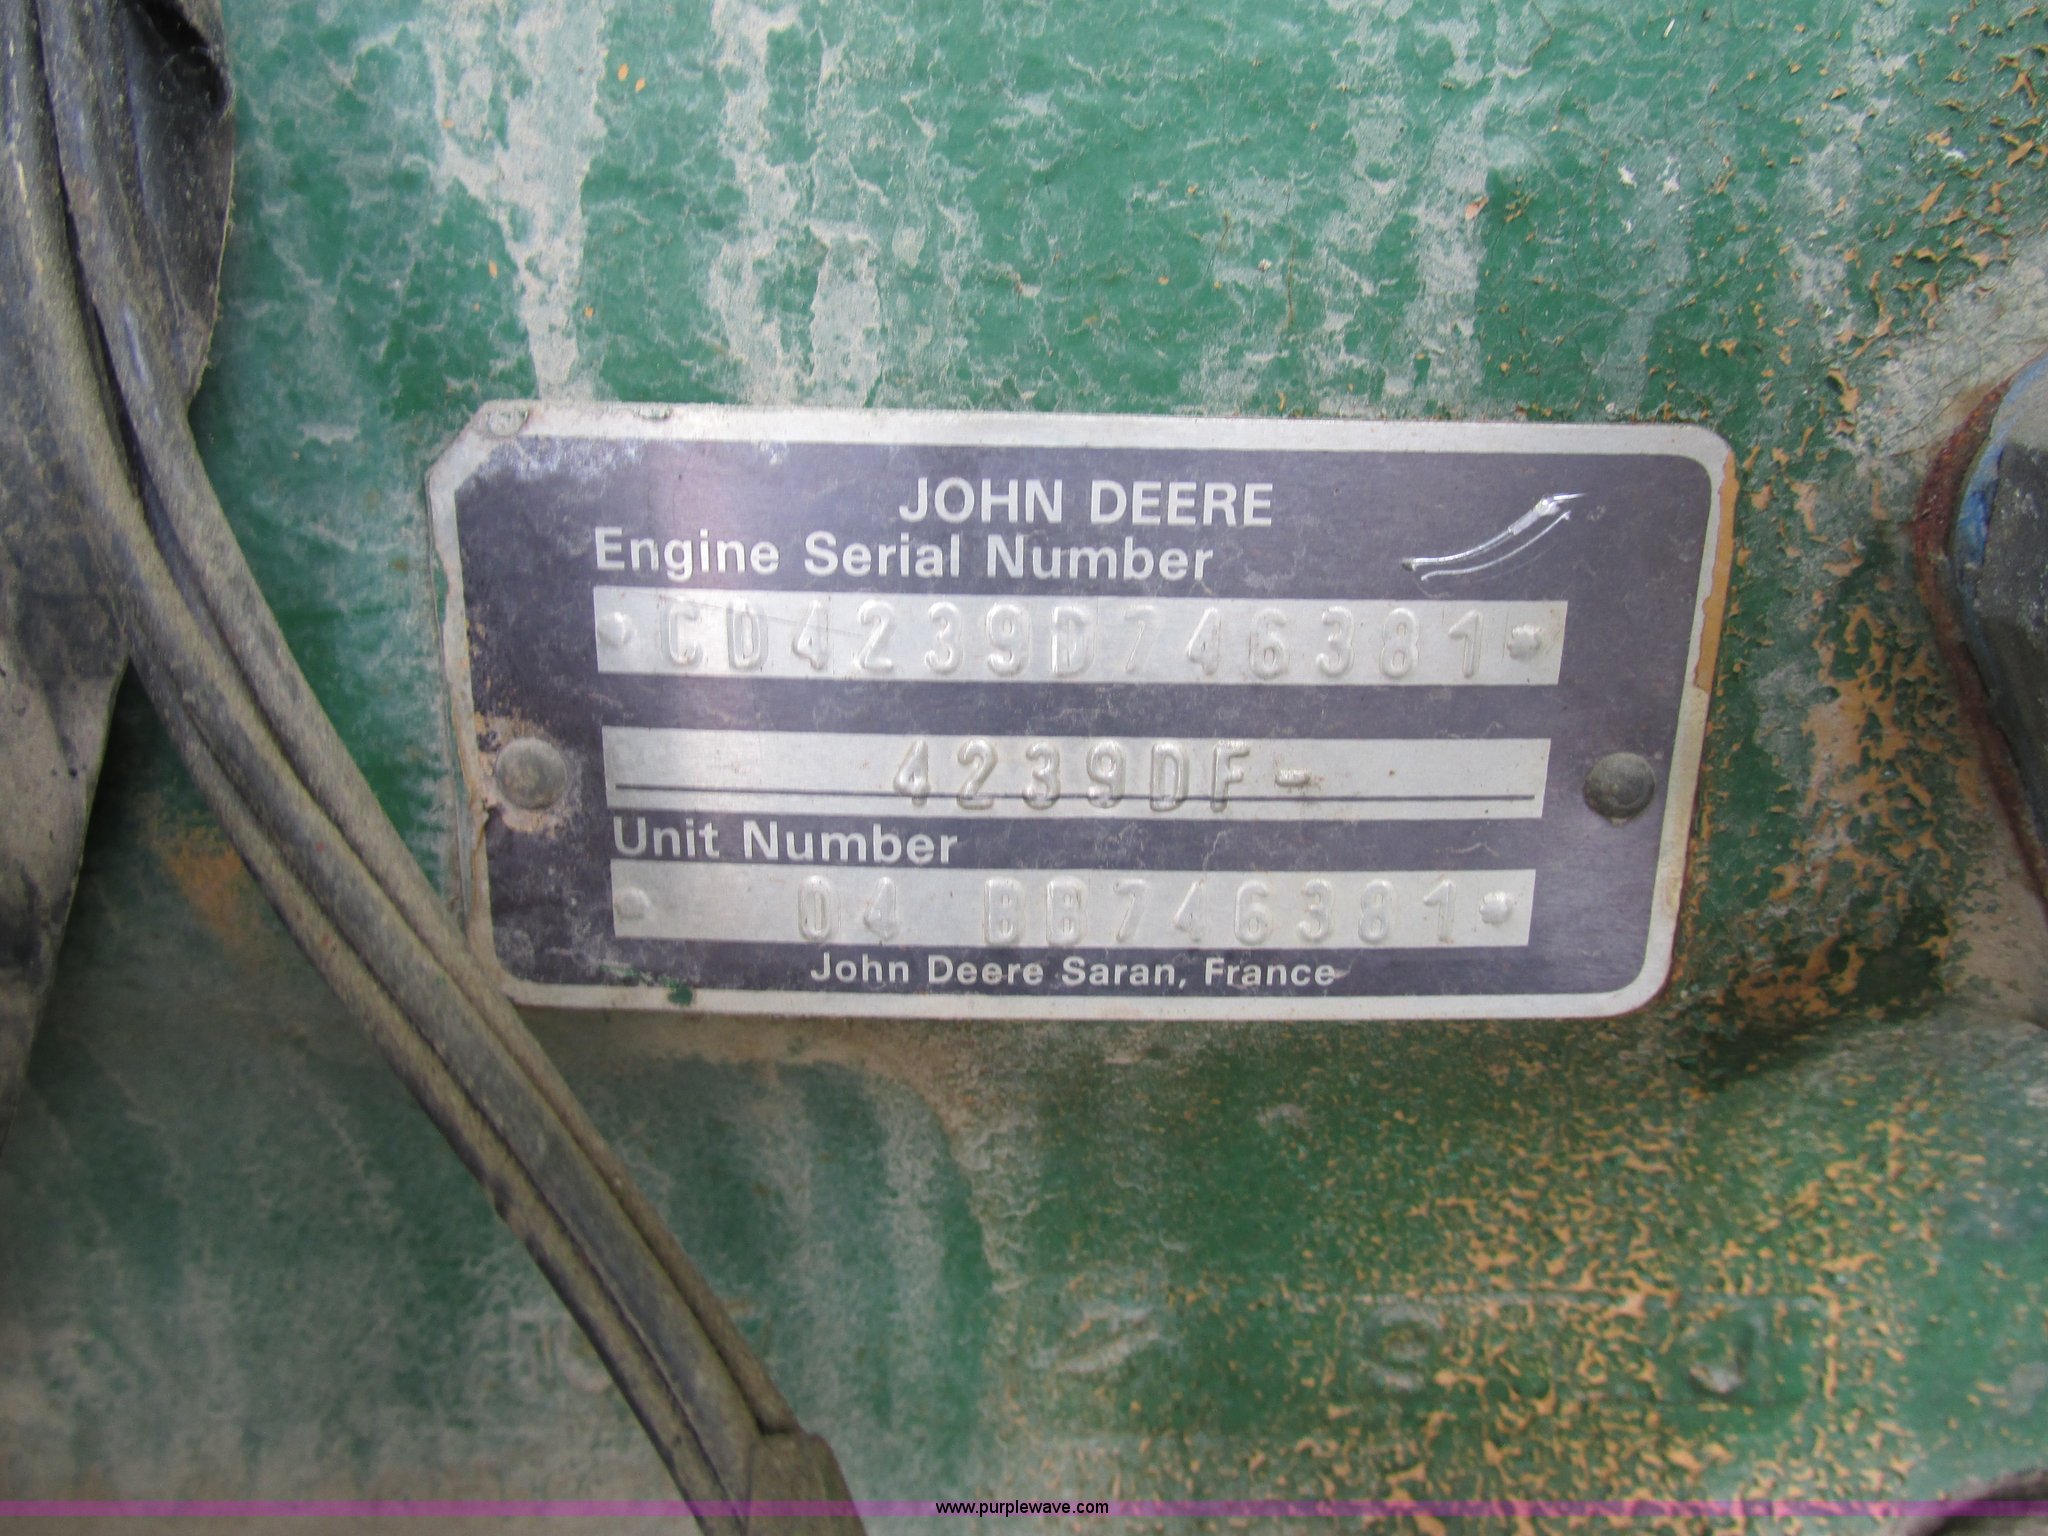 JOHN DEERE
Engine Serial Number
*CD4239D746381*
4239DF-
Unit Number
* 04 BB746381*
John Deere Saran, France
www.purplewave.com